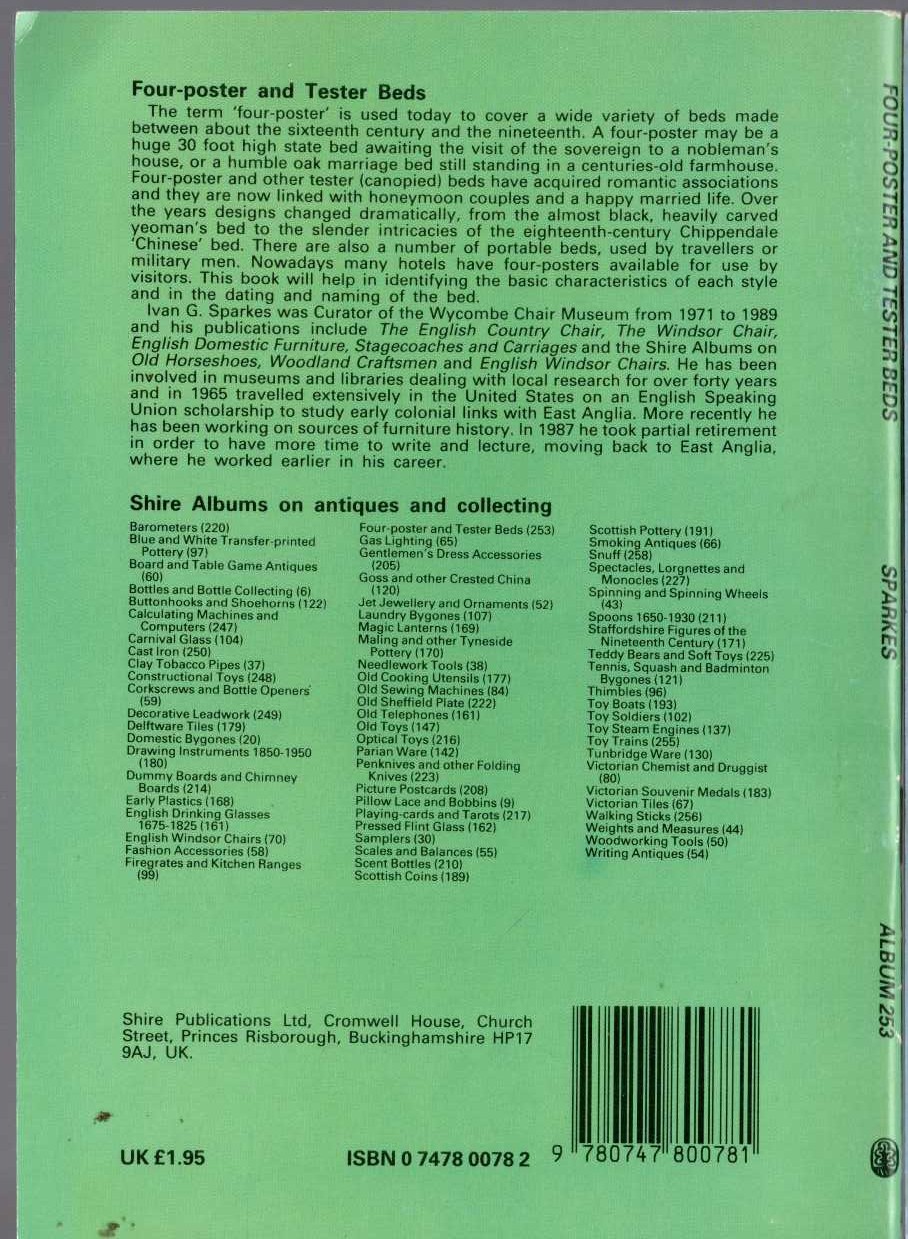 Four-poster and Tester Beds
The term 'four-poster' is used today to cover a wide variety of beds made
between about the sixteenth century and the nineteenth. A four-poster may be a
huge 30 foot high state bed awaiting the visit of the sovereign to a nobleman's
house, or a humble oak marriage bed still standing in a centuries-old farmhouse.
Four-poster and other tester (canopied) beds have acquired romantic associations
and they are now linked with honeymoon couples and a happy married life. Over
the years designs changed dramatically, from the almost black, heavily carved
yeoman's bed to the slender intricacies of the eighteenth-century Chippendale
'Chinese' bed. There are also a number of portable beds, used by travellers or
military men. Nowadays many hotels have four-posters available for use by
visitors. This book will help in identifying the basic characteristics of each style
and in the dating and naming of the bed.
Ivan G. Sparkes was Curator of the Wycombe Chair Museum from 1971 to 1989
and his publications include The English Country Chair, The Windsor Chair,
English Domestic Furniture, Stagecoaches and Carriages and the Shire Albums on
Old Horseshoes, Woodland Craftsmen and English Windsor Chairs. He has been
involved in museums and libraries dealing with local research for over forty years
and in 1965 travelled extensively in the United States on an English Speaking
Union scholarship to study early colonial links with East Anglia. More recently he
has been working on sources of furniture history. In 1987 he took partial retirement
in order to have more time to write and lecture, moving back to East Anglia,
where he worked earlier in his career.
Shire Albums on antiques and collecting
Barometers (220)
Blue and White Transfer-printed
Pottery (97)
Board and Table Game Antiques
(60)
Bottles and Bottle Collecting (6)
Buttonhooks and Shoehorns (122)
Calculating Machines and
Computers (247)
Carnival Glass (104)
Cast Iron (250)
Clay Tobacco Pipes (37)
Constructional Toys (248)
Corkscrews and Bottle Openers
(59)
Decorative Leadwork (249)
Delftware Tiles (179)
Domestic Bygones (20)
Drawing Instruments 1850-1950
(180)
Dummy Boards and Chimney
Boards (214)
Early Plastics (168)
English Drinking Glasses
1675-1825 (161)
English Windsor Chairs (70)
Fashion Accessories (58)
Firegrates and Kitchen Ranges
(99)
Four-poster and Tester Beds (253)
Gas Lighting (65)
Gentlemen's Dress Accessories
(205)
Goss and other Crested China
(120)
Jet Jewellery and Ornaments (52)
Laundry Bygones (107)
Magic Lanterns (169)
Maling and other Tyneside
Pottery (170)
Needlework Tools (38)
Old Cooking Utensils (177)
Old Sewing Machines (84)
Old Sheffield Plate (222)
Old Telephones (161)
Old Toys (147)
Optical Toys (216)
Parian Ware (142)
Penknives and other Folding
Knives (223)
Picture Postcards (208)
Pillow Lace and Bobbins (9)
Playing-cards and Tarots (217)
Pressed Flint Glass (162)
Samplers (30)
Scales and Balances (55)
Scent Bottles (210)
Scottish Coins (189)
Scottish Pottery (191)
Smoking Antiques (66)
Snuff (258)
Spectacles, Lorgnettes and
Monocles (227)
Spinning and Spinning Wheels
(43)
Spoons 1650-1930 (211)
Staffordshire Figures of the
Nineteenth Century (171)
Teddy Bears and Soft Toys (225)
Tennis, Squash and Badminton
Bygones (121)
Thimbles (96)
Toy Boats (193)
Toy Soldiers (102)
Toy Steam Engines (137)
Toy Trains (255)
Tunbridge Ware (130)
Victorian Chemist and Druggist
(80)
Victorian Souvenir Medals (183)
Victorian Tiles (67)
Walking Sticks (256)
Weights and Measures (44)
Woodworking Tools (50)
Writing Antiques (54)
Shire Publications Ltd, Cromwell House, Church
Street, Princes Risborough, Buckinghamshire HP17
9AJ, UK.
UK £1.95
ISBN 0 7478 0078 2
9 780747 800781
FOUR-POSTER AND TESTER BEDS
SPARKES
ALBUM 253